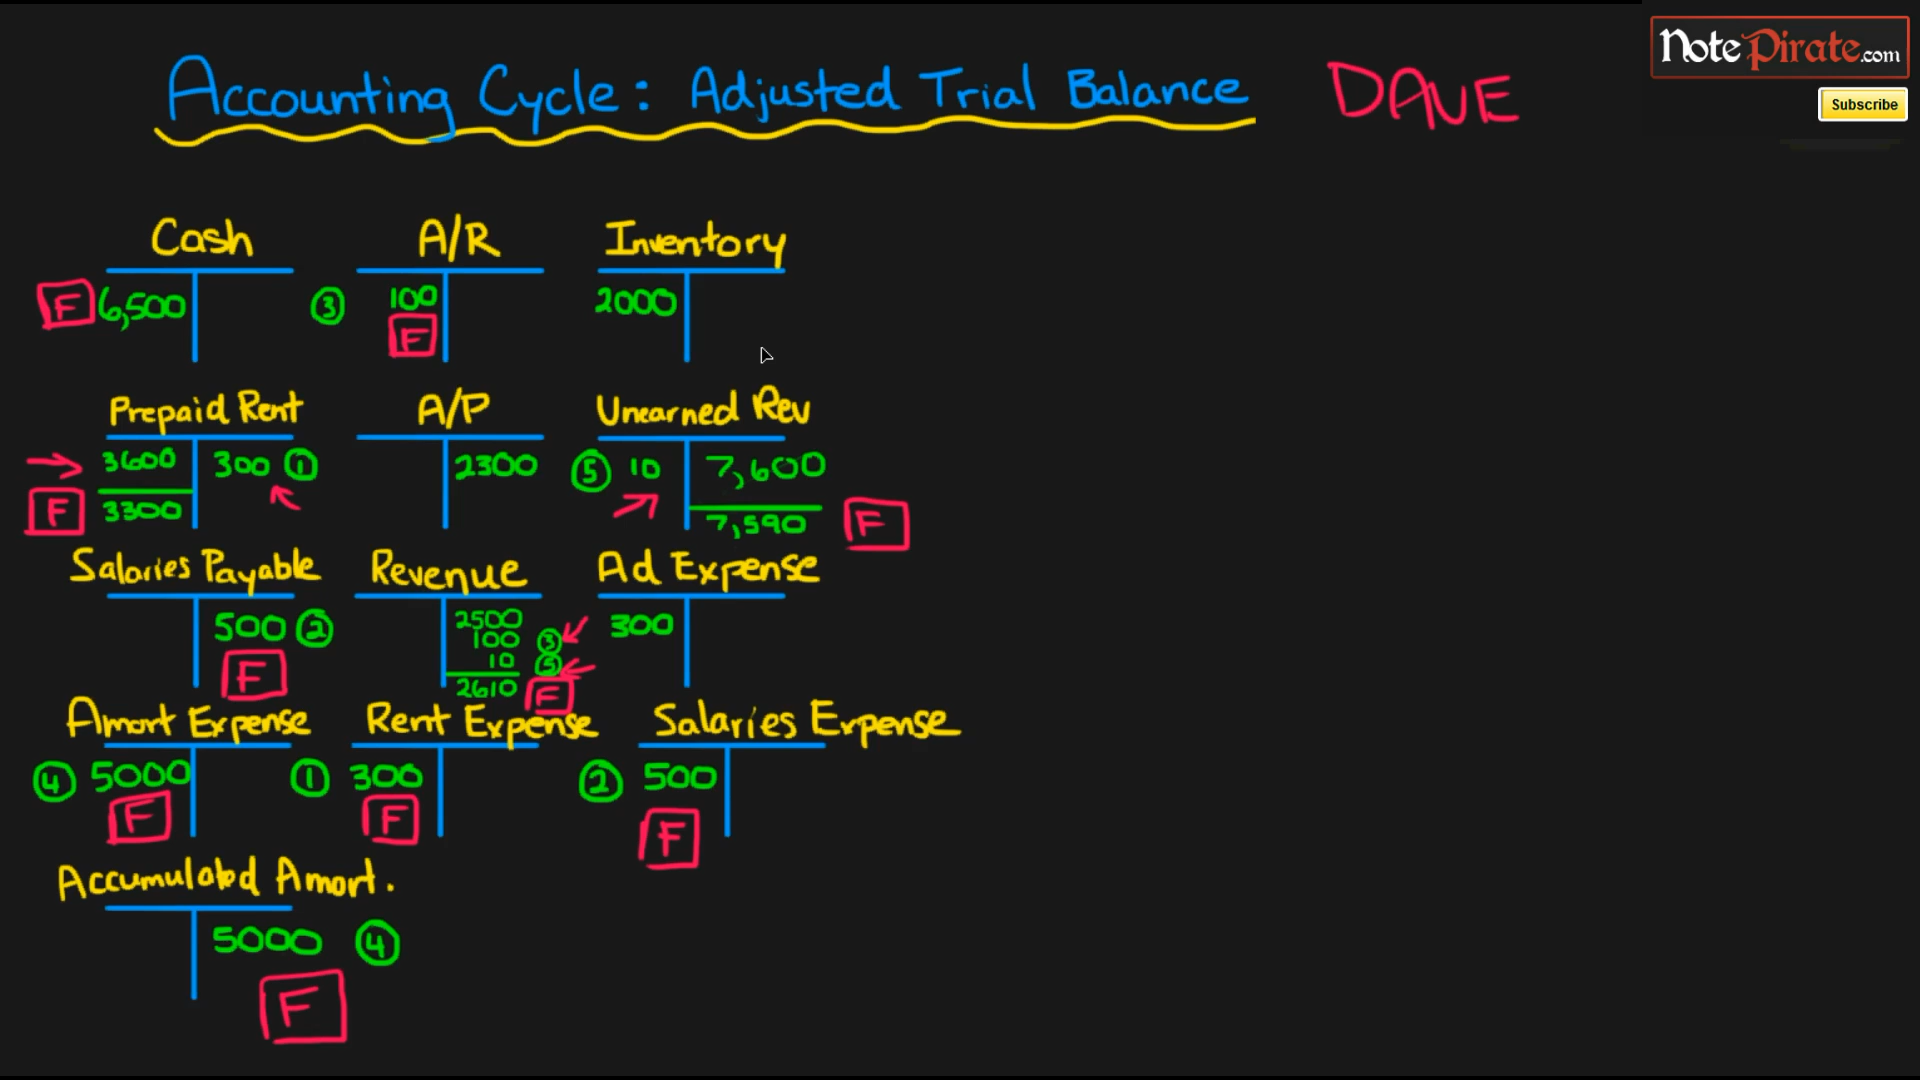 NotePirate.com
Subscribe
Accounting Cycle: Adjusted Trial Balance DAVE
Cash A/R Inventory
F 6,500 3 100 2000
F
Prepaid Rent A/P Unearned Rev
3600 300 1 2300 5 10 7,600
F 3300 7,590 F
Salaries Payable Revenue Ad Expense
500 2 2500 300
100 3
F 10 5
2610 F
Amort Expense Rent Expense Salaries Expense
4 5000 1 300 2 500
F F F
Accumulated Amort.
5000 4
F